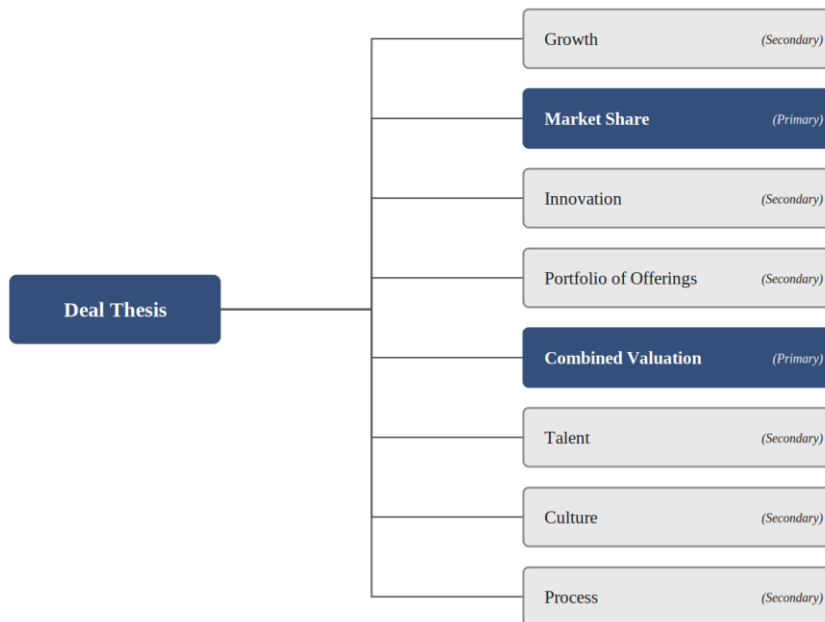 Growth (Secondary)
Market Share (Primary)
Innovation (Secondary)
Portfolio of Offerings (Secondary)
Deal Thesis
Combined Valuation (Primary)
Talent (Secondary)
Culture (Secondary)
Process (Secondary)